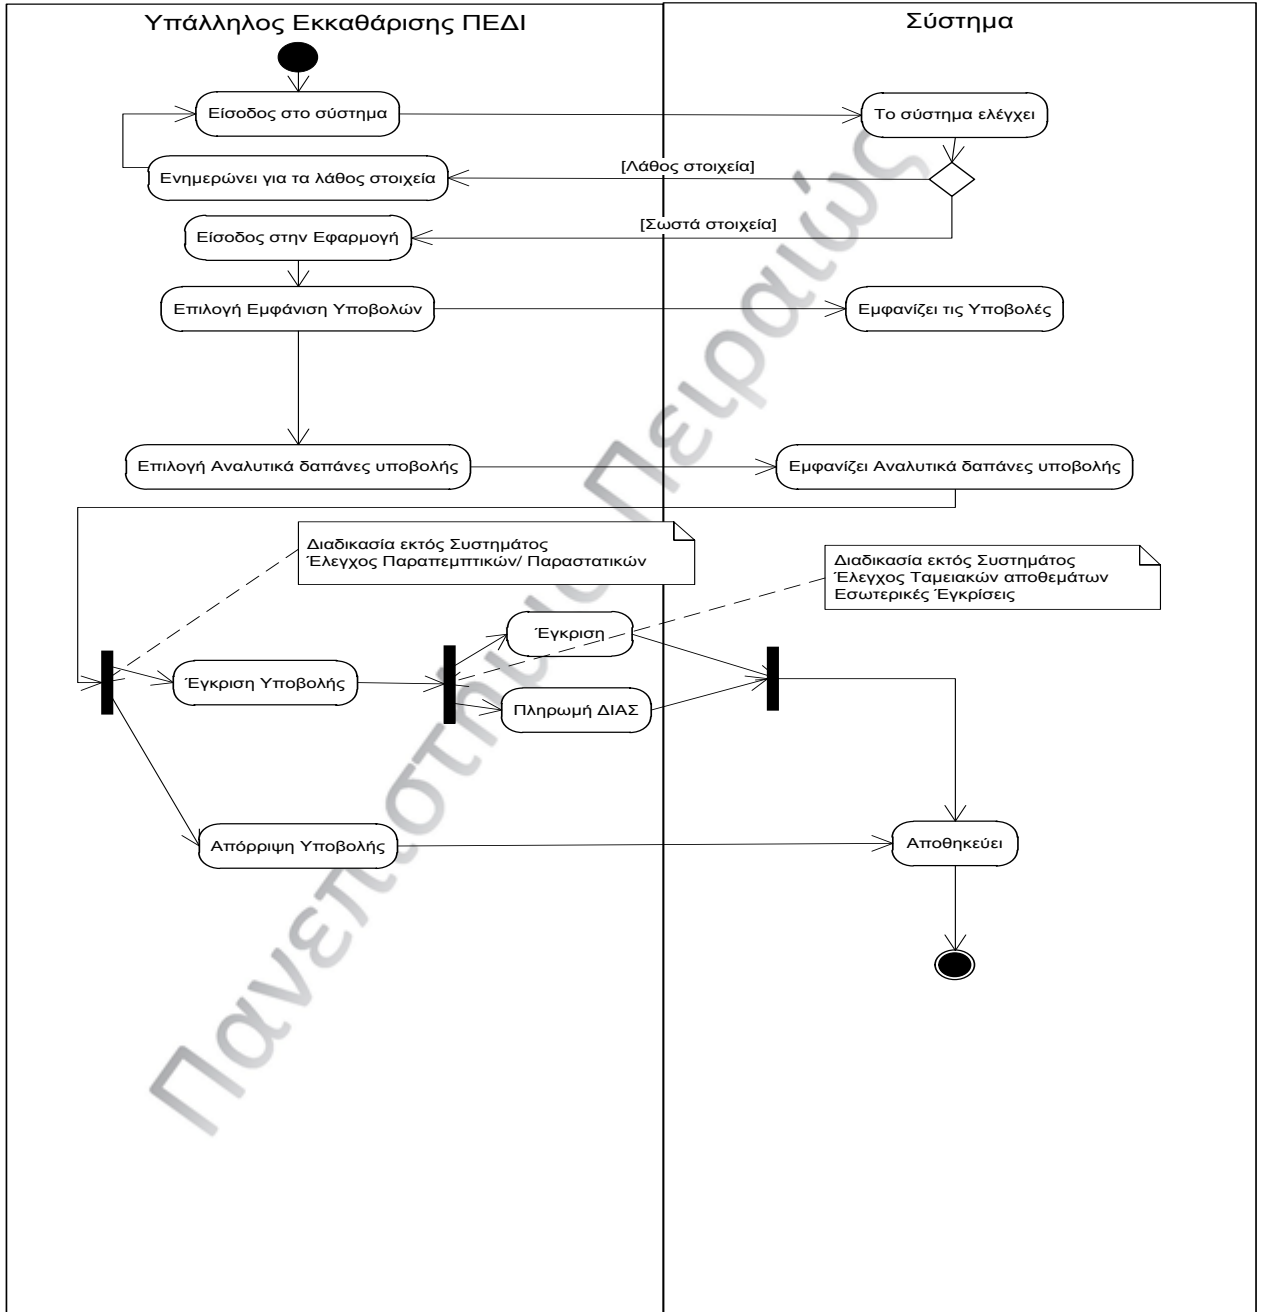 Υπάλληλος Εκκαθάρισης ΠΕΔΙ
Σύστημα
Είσοδος στο σύστημα
Το σύστημα ελέγχει
[Λάθος στοιχεία]
Ενημερώνει για τα λάθος στοιχεία
[Σωστά στοιχεία]
Είσοδος στην Εφαρμογή
Επιλογή Εμφάνιση Υποβολών
Εμφανίζει τις Υποβολές
Επιλογή Αναλυτικά δαπάνες υποβολής
Εμφανίζει Αναλυτικά δαπάνες υποβολής
Διαδικασία εκτός Συστημάτος
Έλεγχος Παραπεμπτικών/ Παραστατικών
Διαδικασία εκτός Συστημάτος
Έλεγχος Ταμειακών αποθεμάτων
Εσωτερικές Έγκρίσεις
Έγκριση
Έγκριση Υποβολής
Πληρωμή ΔΙΑΣ
Απόρριψη Υποβολής
Αποθηκεύει
Πανεπιστήμιο Πειραιώς